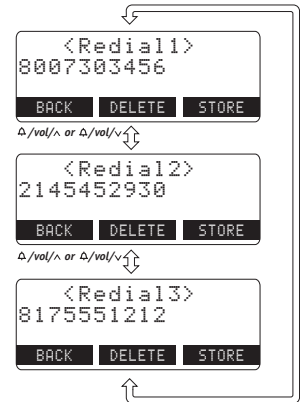 <Redial1>
8007303456
BACK DELETE STORE
/vol/^ or /vol/v
<Redial2>
2145452930
BACK DELETE STORE
/vol/^ or /vol/v
<Redial3>
8175551212
BACK DELETE STORE